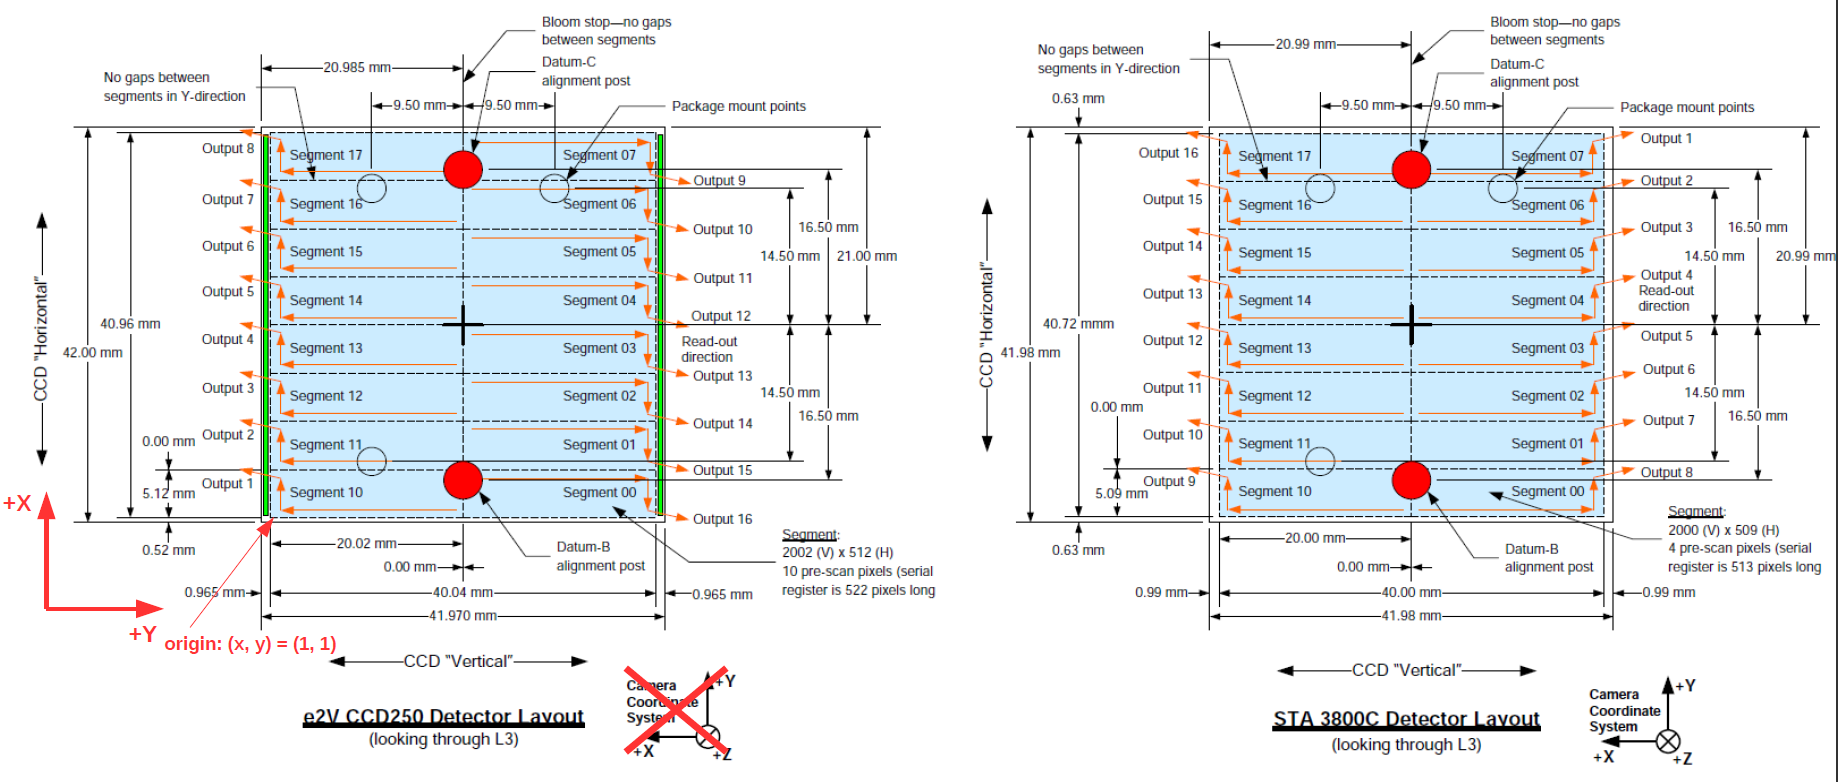 Bloom stop—no gaps
between segments
20.985 mm
Datum-C
alignment post
No gaps between
segments in Y-direction
9.50 mm
9.50 mm
Package mount points
Output 8
Segment 17
Segment 07
Output 9
Output 7
Segment 16
Segment 06
Output 10
16.50 mm
Output 6
Segment 15
Segment 05
14.50 mm
21.00 mm
Output 11
Output 5
Segment 14
Segment 04
Output 12
CCD "Horizontal"
40.96 mm
42.00 mm
Output 4
Segment 13
Segment 03
Read-out
direction
Output 13
Output 3
Segment 12
Segment 02
14.50 mm
16.50 mm
Output 14
0.00 mm
Output 2
Segment 11
Segment 01
Output 15
5.12 mm
Output 1
Segment 10
Segment 00
Output 16
+X
0.52 mm
20.02 mm
0.00 mm
Datum-B
alignment post
Segment:
2002 (V) x 512 (H)
10 pre-scan pixels (serial
register is 522 pixels long
0.965 mm
40.04 mm
0.965 mm
41.970 mm
+Y
origin: (x, y) = (1, 1)
CCD "Vertical"
Camera
Coordinate
System
+Y
+X
+Z
e2V CCD250 Detector Layout
(looking through L3)
Bloom stop—no gaps
between segments
20.99 mm
No gaps between
segments in Y-direction
Datum-C
alignment post
0.63 mm
9.50 mm
9.50 mm
Package mount points
Output 16
Segment 17
Segment 07
Output 1
Output 2
Output 15
Segment 16
Segment 06
Output 3
16.50 mm
Output 14
Segment 15
Segment 05
14.50 mm
20.99 mm
Output 4
Read-out
direction
Output 13
Segment 14
Segment 04
CCD "Horizontal"
40.72 mmm
41.98 mm
Output 12
Segment 13
Segment 03
Output 5
Output 6
Output 11
Segment 12
Segment 02
14.50 mm
16.50 mm
0.00 mm
Output 7
Output 10
Segment 11
Segment 01
Output 8
Output 9
5.09 mm
Segment 10
Segment 00
0.63 mm
20.00 mm
0.00 mm
Datum-B
alignment post
Segment:
2000 (V) x 509 (H)
4 pre-scan pixels (serial
register is 513 pixels long
0.99 mm
40.00 mm
0.99 mm
41.98 mm
CCD "Vertical"
Camera
Coordinate
System
+Y
+X
+Z
STA 3800C Detector Layout
(looking through L3)